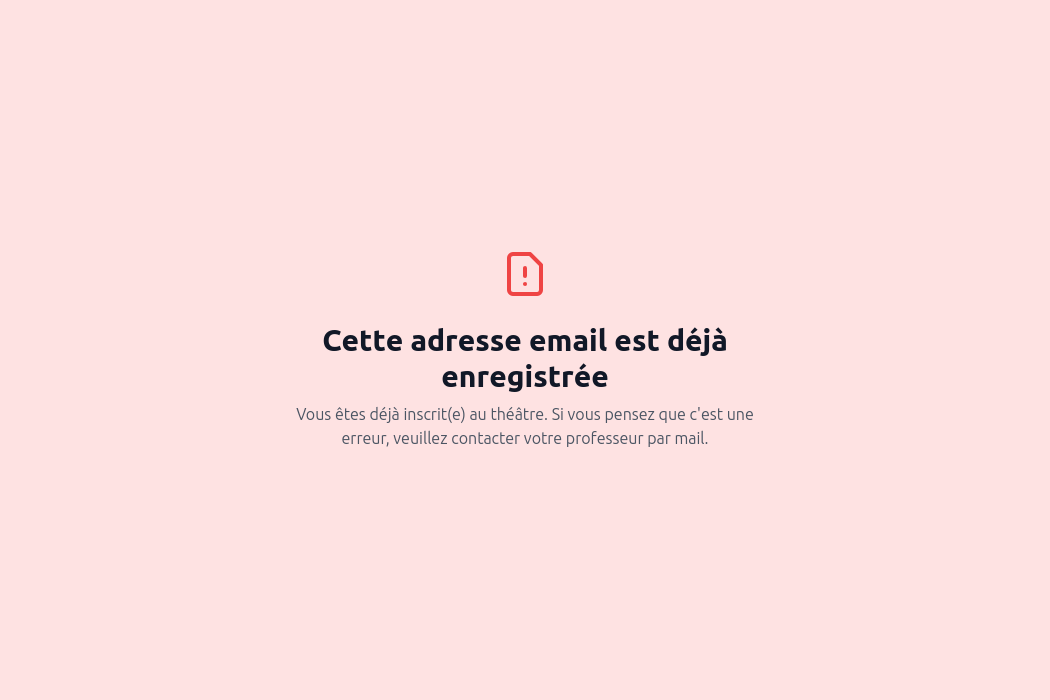 Cette adresse email est déjà
enregistrée
Vous êtes déjà inscrit(e) au théâtre. Si vous pensez que c'est une
erreur, veuillez contacter votre professeur par mail.